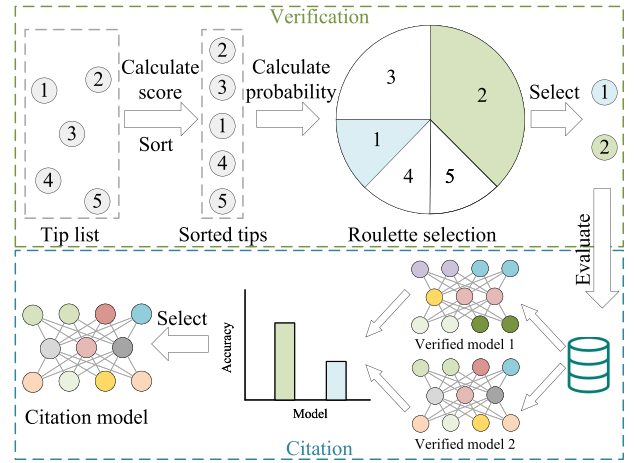 Verification
1
2
3
4
5
Tip list
Calculate
score
Sort
2
3
1
4
5
Sorted tips
Calculate
probability
3
2
1
4
5
Roulette selection
Select
1
2
Evaluate
Citation model
Select
Accuracy
Model
Verified model 1
Verified model 2
Citation